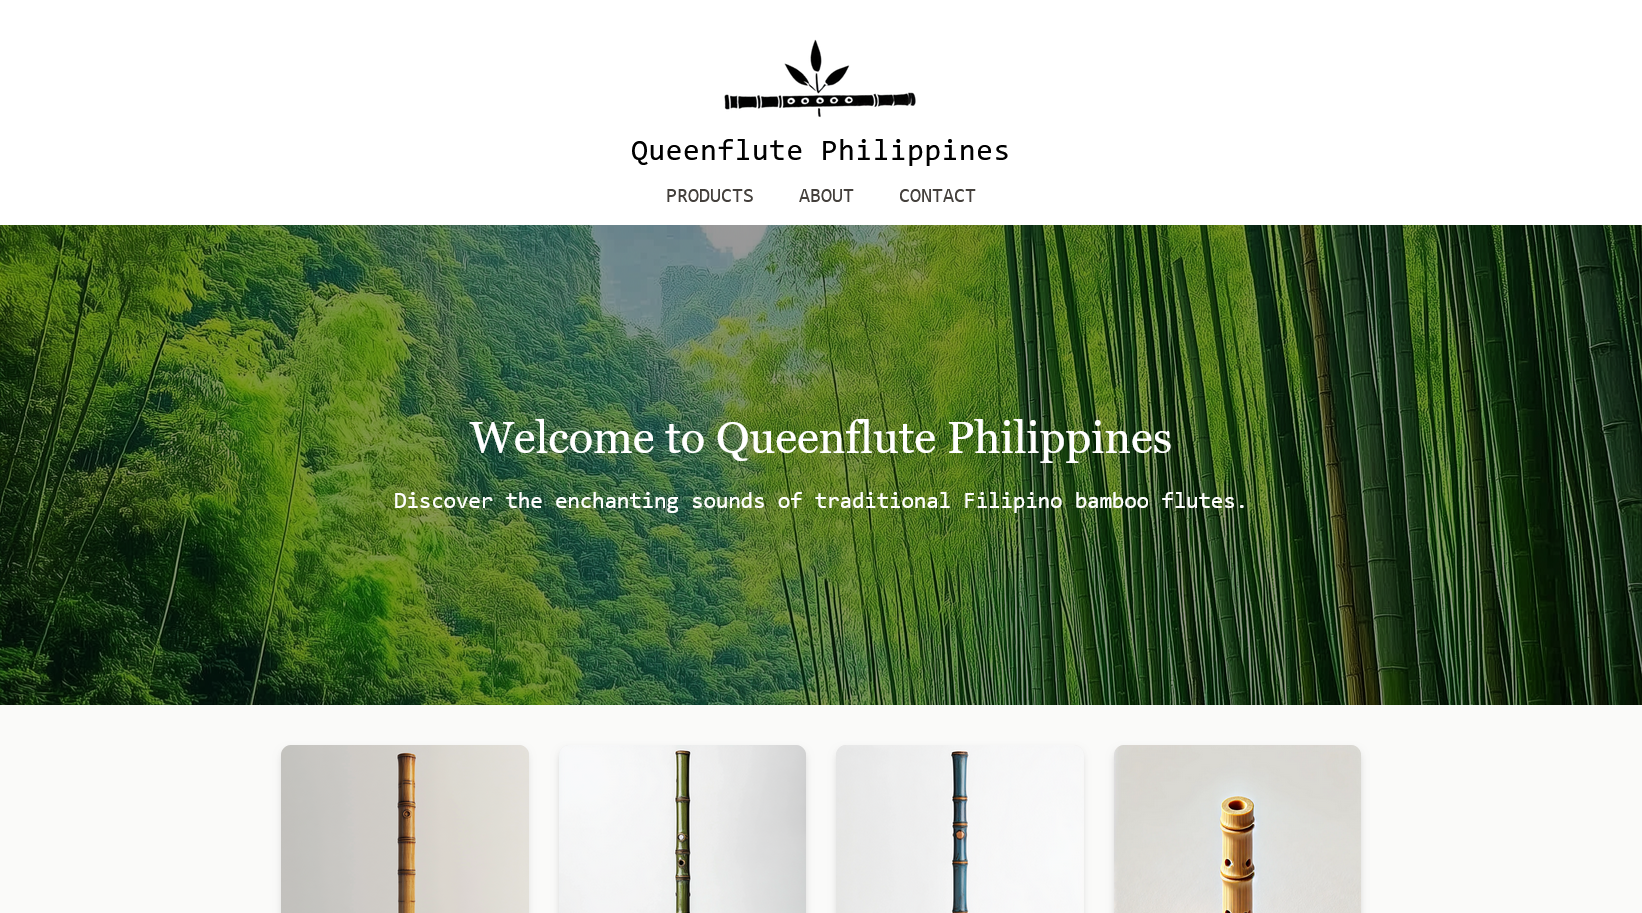 Queenflute Philippines
PRODUCTS ABOUT CONTACT
Welcome to Queenflute Philippines
Discover the enchanting sounds of traditional Filipino bamboo flutes.